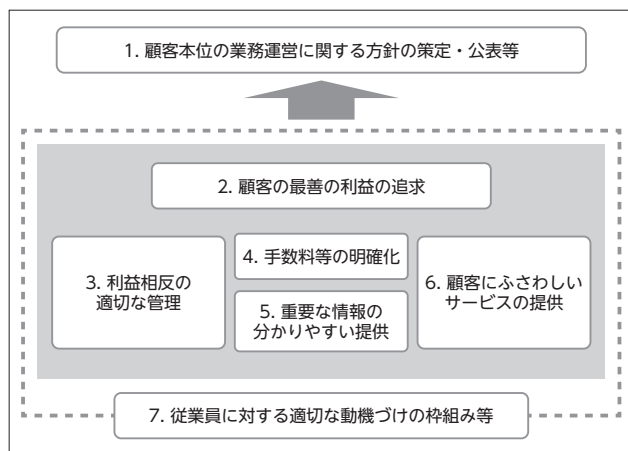 1. 顧客本位の業務運営に関する方針の策定・公表等
2. 顧客の最善の利益の追求
3. 利益相反の
適切な管理
4. 手数料等の明確化
5. 重要な情報の
分かりやすい提供
6. 顧客にふさわしい
サービスの提供
7. 従業員に対する適切な動機づけの枠組み等